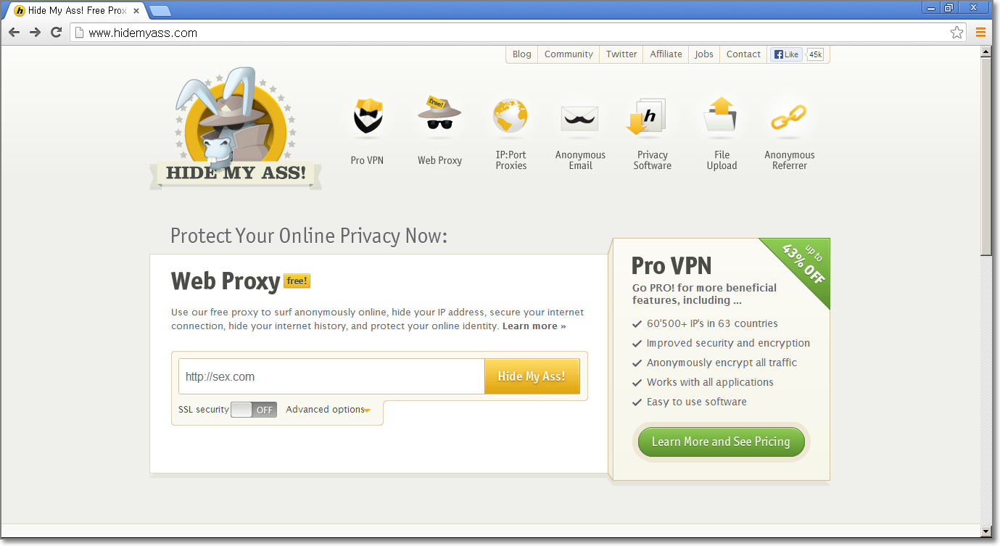 Hide My Ass! Free Prox
www.hidemyass.com
Blog Community Twitter Affiliate Jobs Contact Like 45k
HIDE MY ASS!
free!
h
Pro VPN
Web Proxy
IP:Port
Proxies
Anonymous
Email
Privacy
Software
File
Upload
Anonymous
Referrer
Protect Your Online Privacy Now:
Web Proxy free!
Use our free proxy to surf anonymously online, hide your IP address, secure your internet
connection, hide your internet history, and protect your online identity. Learn more »
http://sex.com
Hide My Ass!
SSL security OFF Advanced options
up to
43% OFF
Pro VPN
Go PRO! for more beneficial
features, including ...
60'500+ IP's in 63 countries
Improved security and encryption
Anonymously encrypt all traffic
Works with all applications
Easy to use software
Learn More and See Pricing